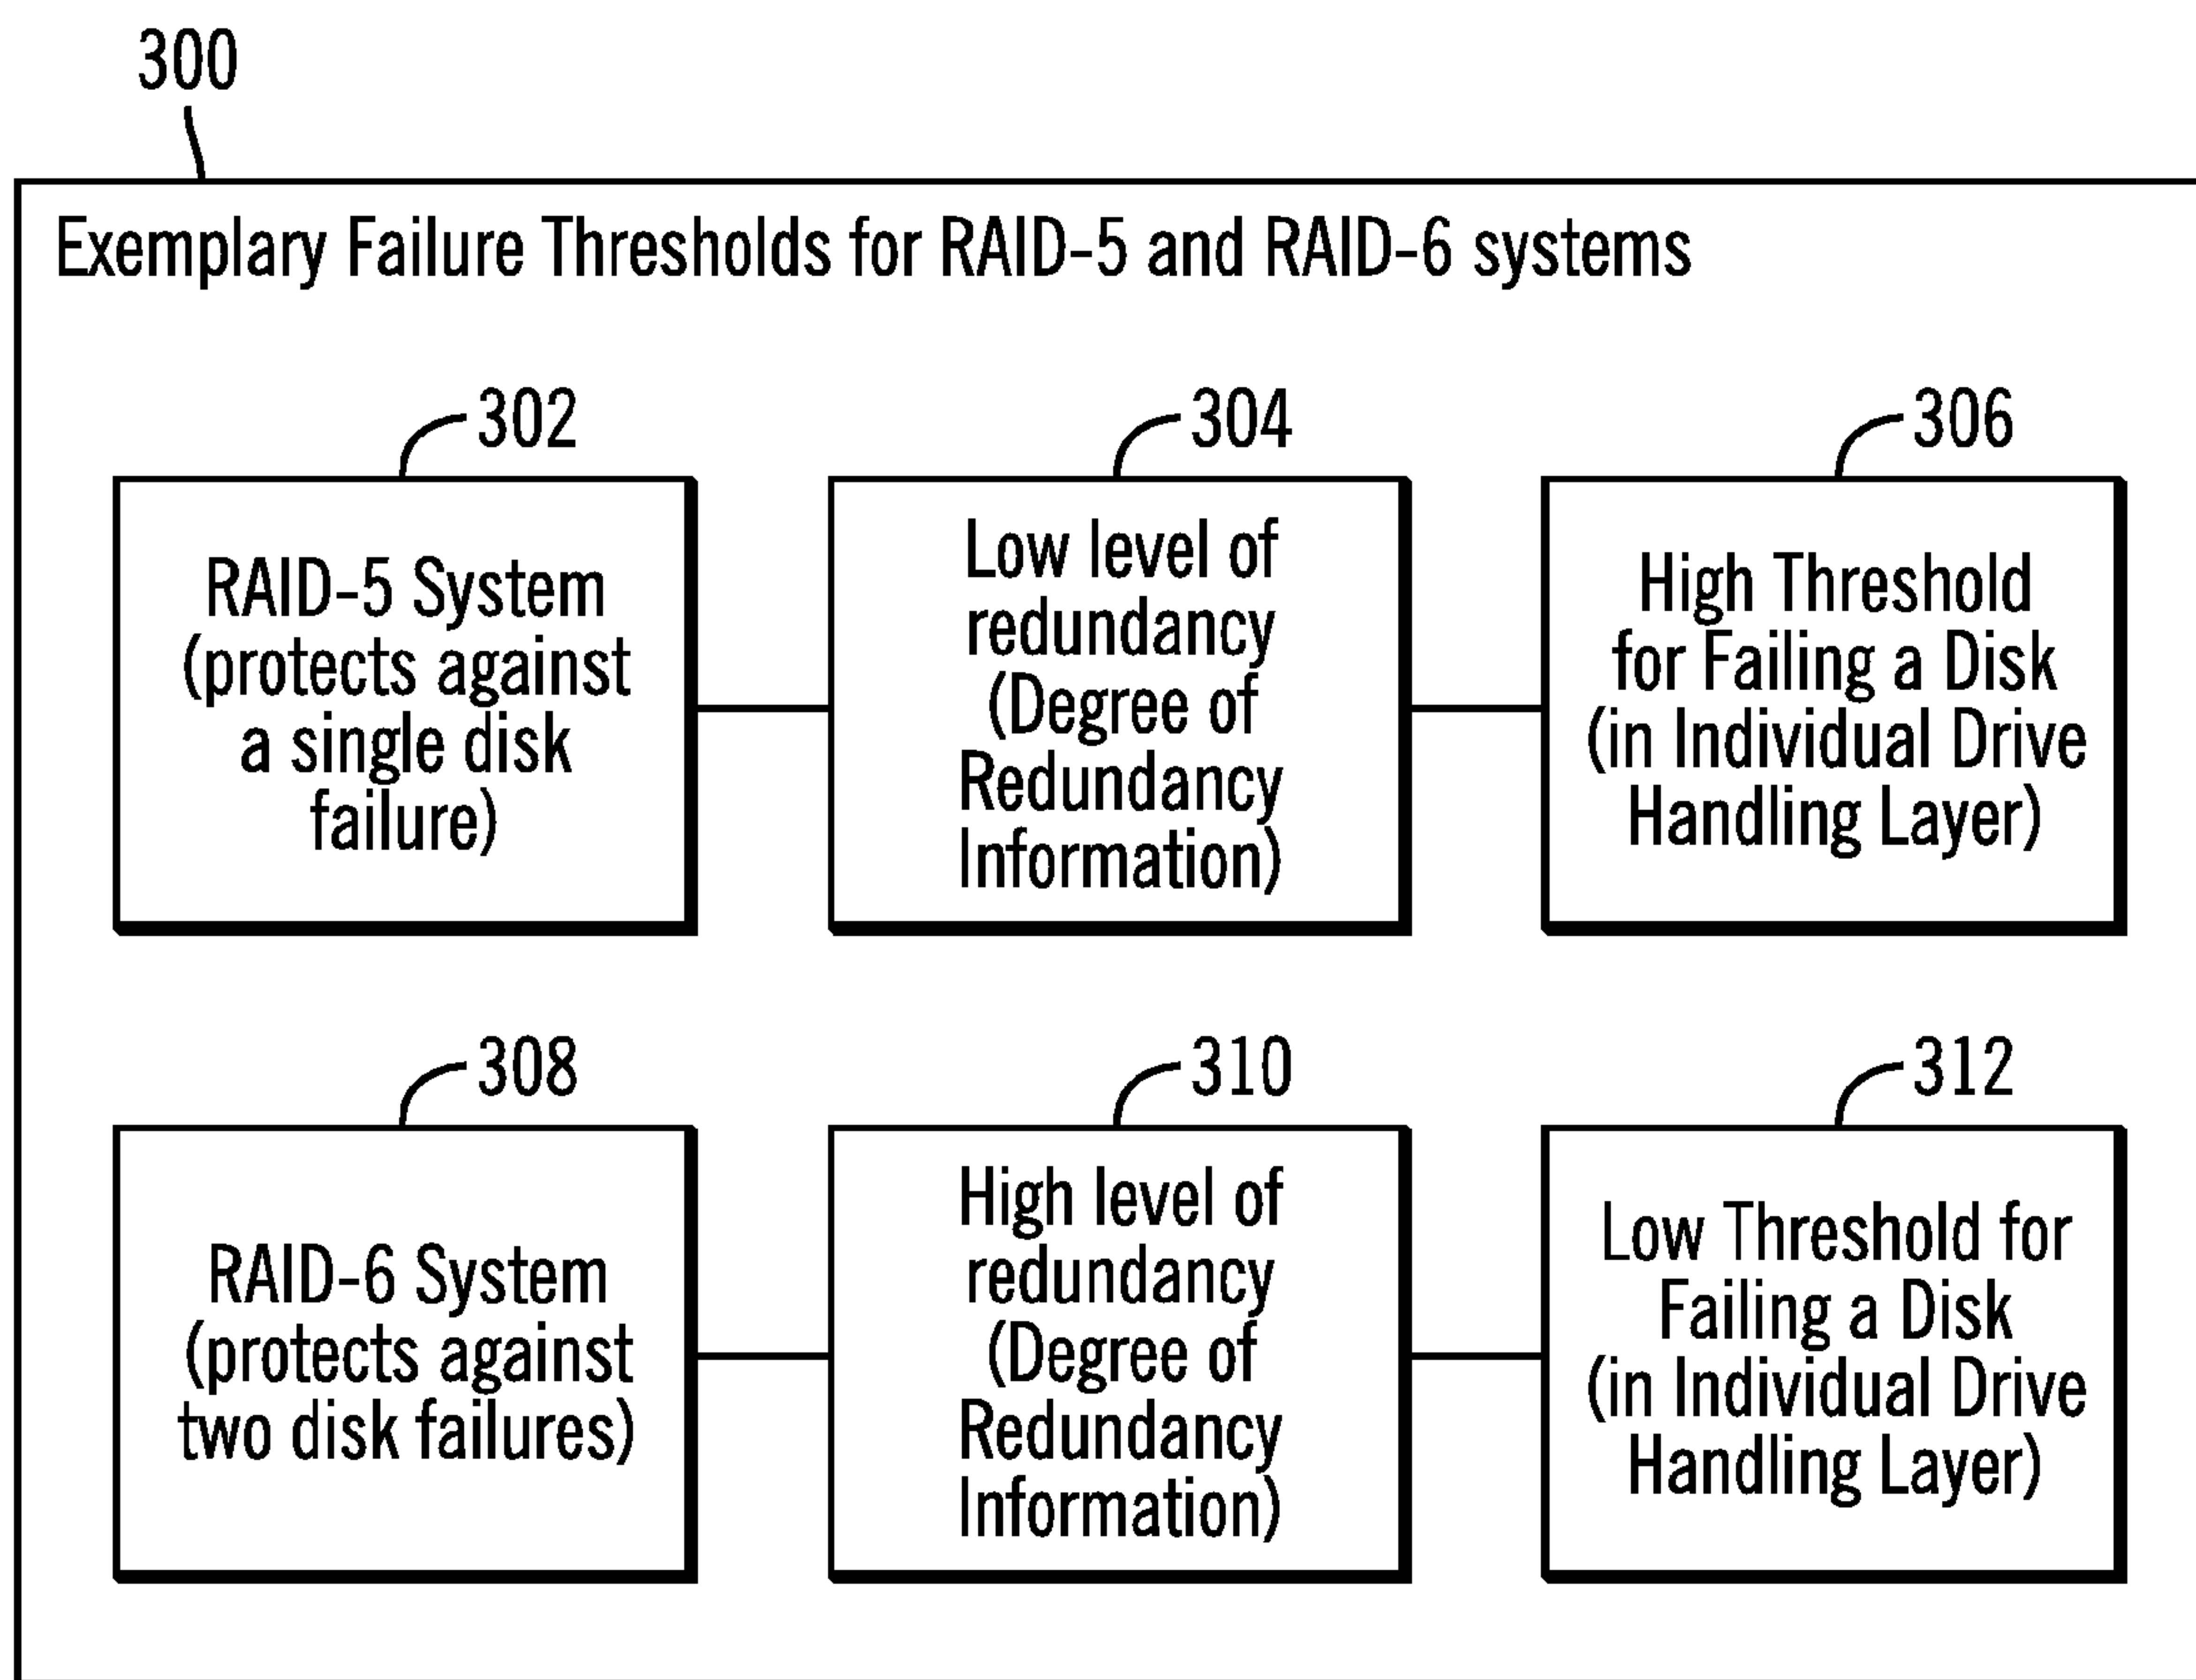 300
Exemplary Failure Thresholds for RAID-5 and RAID-6 systems
302
304
306
RAID-5 System
(protects against
a single disk
failure)
Low level of
redundancy
(Degree of
Redundancy
Information)
High Threshold
for Failing a Disk
(in Individual Drive
Handling Layer)
308
310
312
RAID-6 System
(protects against
two disk failures)
High level of
redundancy
(Degree of
Redundancy
Information)
Low Threshold for
Failing a Disk
(in Individual Drive
Handling Layer)